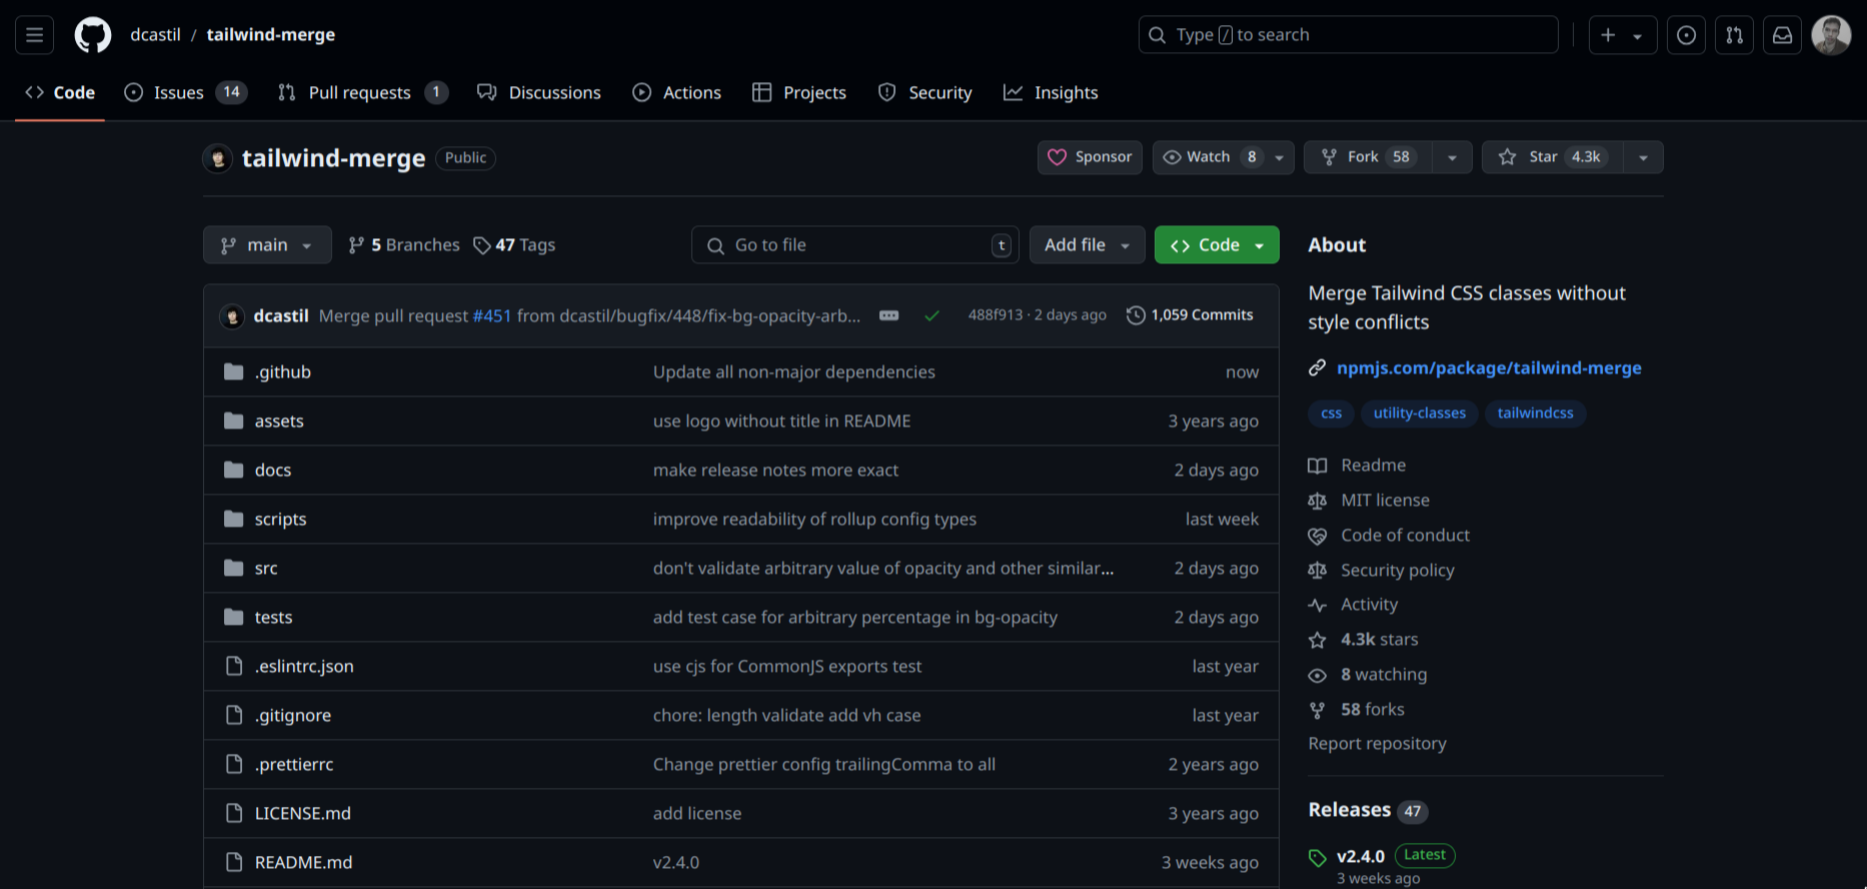 dcastil / tailwind-merge
Type / to search
Code Issues 14 Pull requests 1 Discussions Actions Projects Security Insights
tailwind-merge Public
Sponsor Watch 8 Fork 58 Star 4.3k
main 5 Branches 47 Tags
Go to file t Add file Code
dcastil Merge pull request #451 from dcastil/bugfix/448/fix-bg-opacity-arb... 488f913 · 2 days ago 1,059 Commits
.github Update all non-major dependencies now
assets use logo without title in README 3 years ago
docs make release notes more exact 2 days ago
scripts improve readability of rollup config types last week
src don't validate arbitrary value of opacity and other similar... 2 days ago
tests add test case for arbitrary percentage in bg-opacity 2 days ago
.eslintrc.json use cjs for CommonJS exports test last year
.gitignore chore: length validate add vh case last year
.prettierrc Change prettier config trailingComma to all 2 years ago
LICENSE.md add license 3 years ago
README.md v2.4.0 3 weeks ago
About
Merge Tailwind CSS classes without
style conflicts
npmjs.com/package/tailwind-merge
css utility-classes tailwindcss
Readme
MIT license
Code of conduct
Security policy
Activity
4.3k stars
8 watching
58 forks
Report repository
Releases 47
v2.4.0 Latest
3 weeks ago